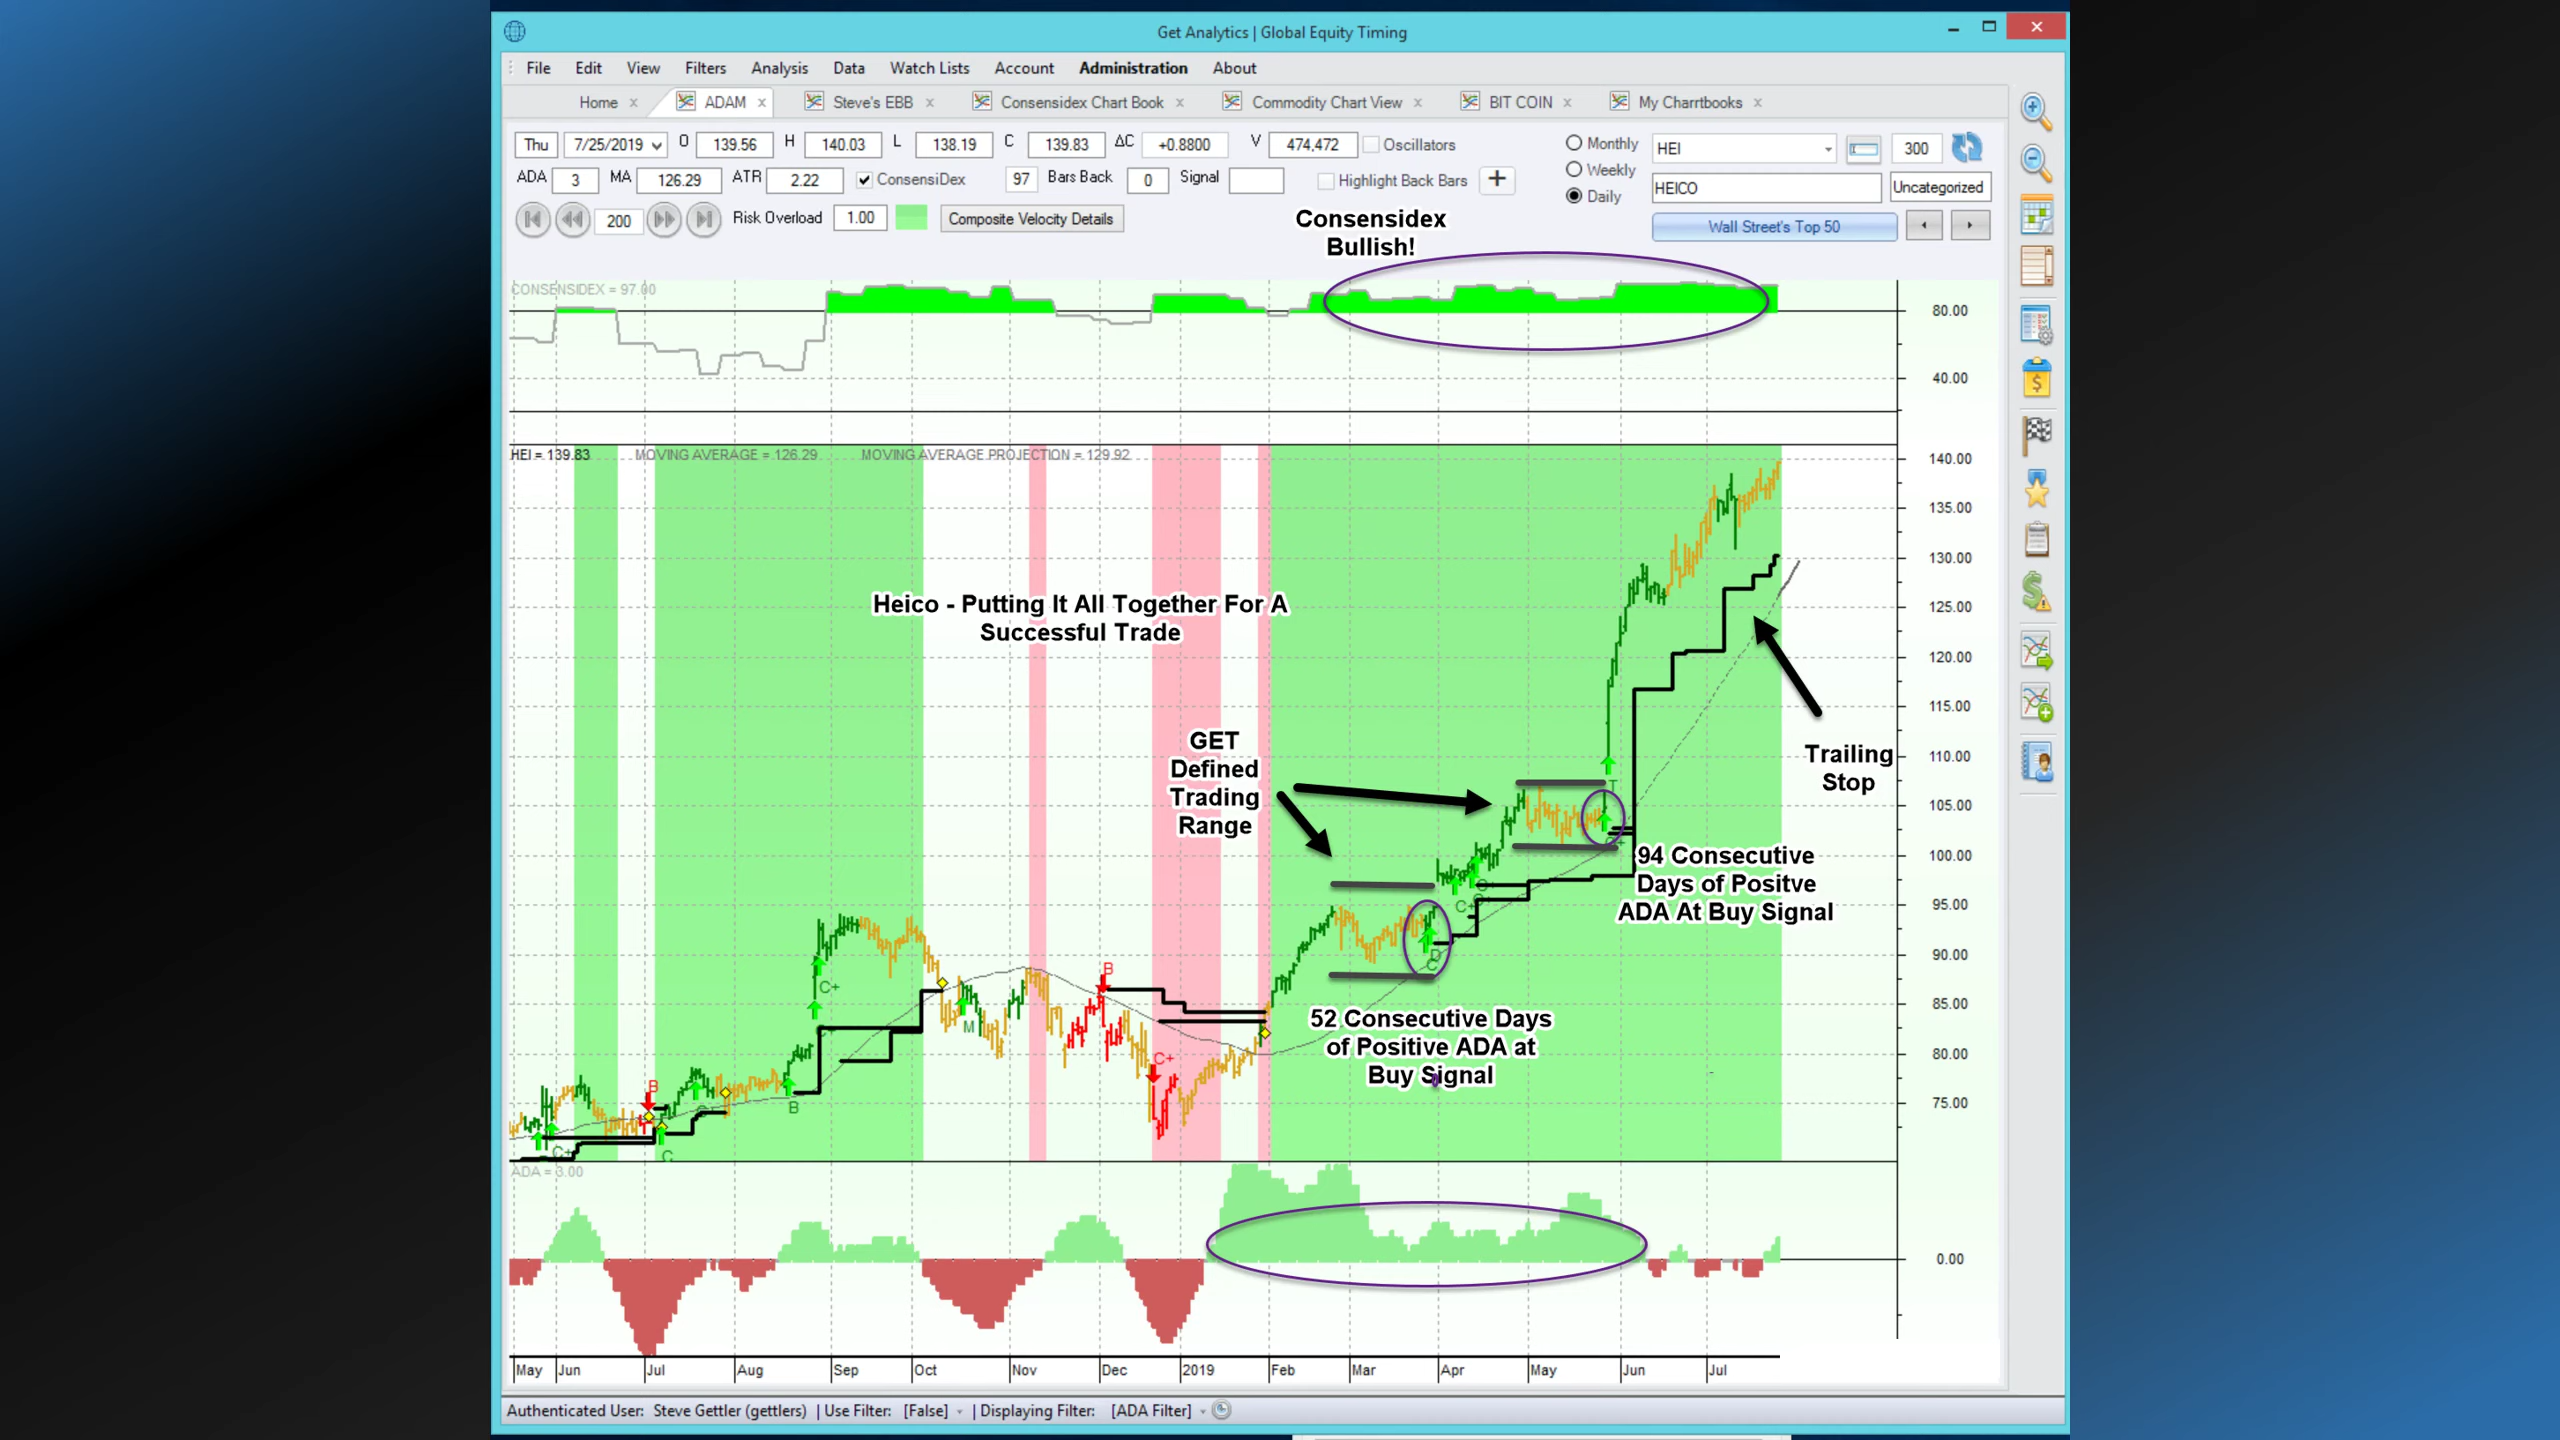 Get Analytics | Global Equity Timing
File Edit View Filters Analysis Data Watch Lists Account Administration About
Home x ADAM x Steve's EBB x Consensidex Chart Book x Commodity Chart View x BIT COIN x My Charrtbooks x
Thu 7/25/2019 O 139.56 H 140.03 L 138.19 C 139.83 ΔC +0.8800 V 474,472 Oscillators Monthly HEI 300
ADA 3 MA 126.29 ATR 2.22 ConsensiDex 97 Bars Back 0 Signal Highlight Back Bars + Weekly
Daily HEICO Uncategorized
200 Risk Overload 1.00 Composite Velocity Details Wall Street's Top 50
Consensidex
Bullish!
CONSENSIDEX = 97.00
80.00
40.00
HEI = 139.83 MOVING AVERAGE = 126.29 MOVING AVERAGE PROJECTION = 129.92
140.00
135.00
130.00
125.00
120.00
115.00
110.00
105.00
100.00
95.00
90.00
85.00
80.00
75.00
Heico - Putting It All Together For A
Successful Trade
GET
Defined
Trading
Range
Trailing
Stop
94 Consecutive
Days of Positve
ADA At Buy Signal
52 Consecutive Days
of Positive ADA at
Buy Signal
T
C+
D
C
C+
B
M
C+
B
B
C+
C
ADA = 3.00
0.00
May Jun Jul Aug Sep Oct Nov Dec 2019 Feb Mar Apr May Jun Jul
Authenticated User: Steve Gettler (gettlers) | Use Filter: [False] | Displaying Filter: [ADA Filter]